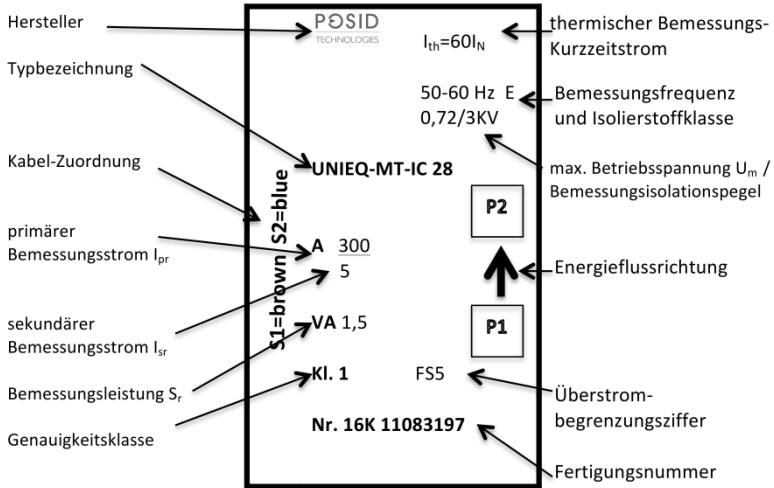 Hersteller
Typbezeichnung
Kabel-Zuordnung
primärer
Bemessungsstrom Ipr
sekundärer
Bemessungsstrom Isr
Bemessungsleistung Sr
Genauigkeitsklasse
POSID
TECHNOLOGIES
Ith=60IN
50-60 Hz E
0,72/3KV
UNIEQ-MT-IC 28
S1=brown S2=blue
A 300
5
VA 1,5
Kl. 1 FS5
Nr. 16K 11083197
P2
P1
thermischer Bemessungs-
Kurzzeitstrom
Bemessungsfrequenz
und Isolierstoffklasse
max. Betriebsspannung Um /
Bemessungsisolationspegel
Energieflussrichtung
Überstrom-
begrenzungsziffer
Fertigungsnummer